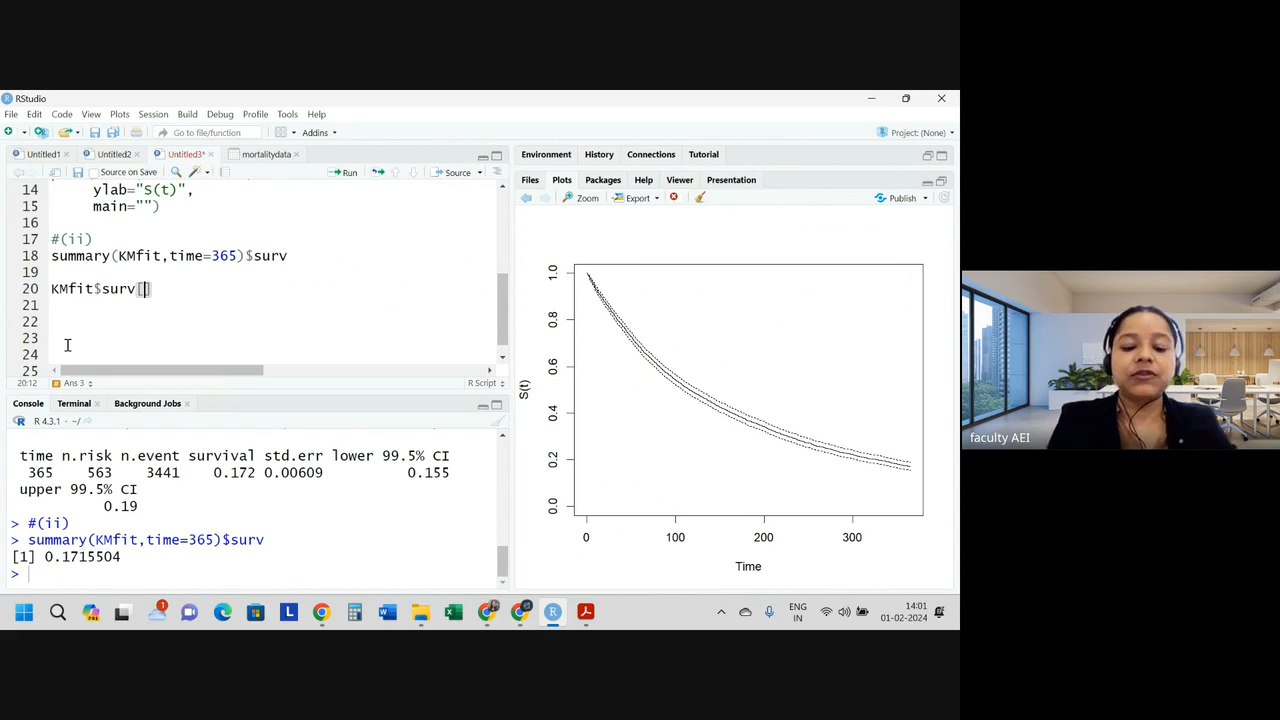 RStudio
File Edit Code View Plots Session Build Debug Profile Tools Help
Go to file/function Addins Project: (None)
Untitled1 Untitled2 Untitled3* mortalitydata
Source on Save Run Source
14 ylab="S(t)",
15 main="")
16
17 #(ii)
18 summary(KMfit,time=365)$surv
19
20 KMfit$surv[]
21
22
23
24
25
20:12 Ans 3 R Script
Console Terminal Background Jobs
R 4.3.1 · ~/
time n.risk n.event survival std.err lower 99.5% CI
365 563 3441 0.172 0.00609 0.155
upper 99.5% CI
0.19
> #(ii)
> summary(KMfit,time=365)$surv
[1] 0.1715504
>
Environment History Connections Tutorial
Files Plots Packages Help Viewer Presentation
Zoom Export Publish
1.0
0.8
0.6
0.4
0.2
0.0
S(t)
0 100 200 300
Time
faculty AEI
1
PRE
L
ENG
IN
14:01
01-02-2024